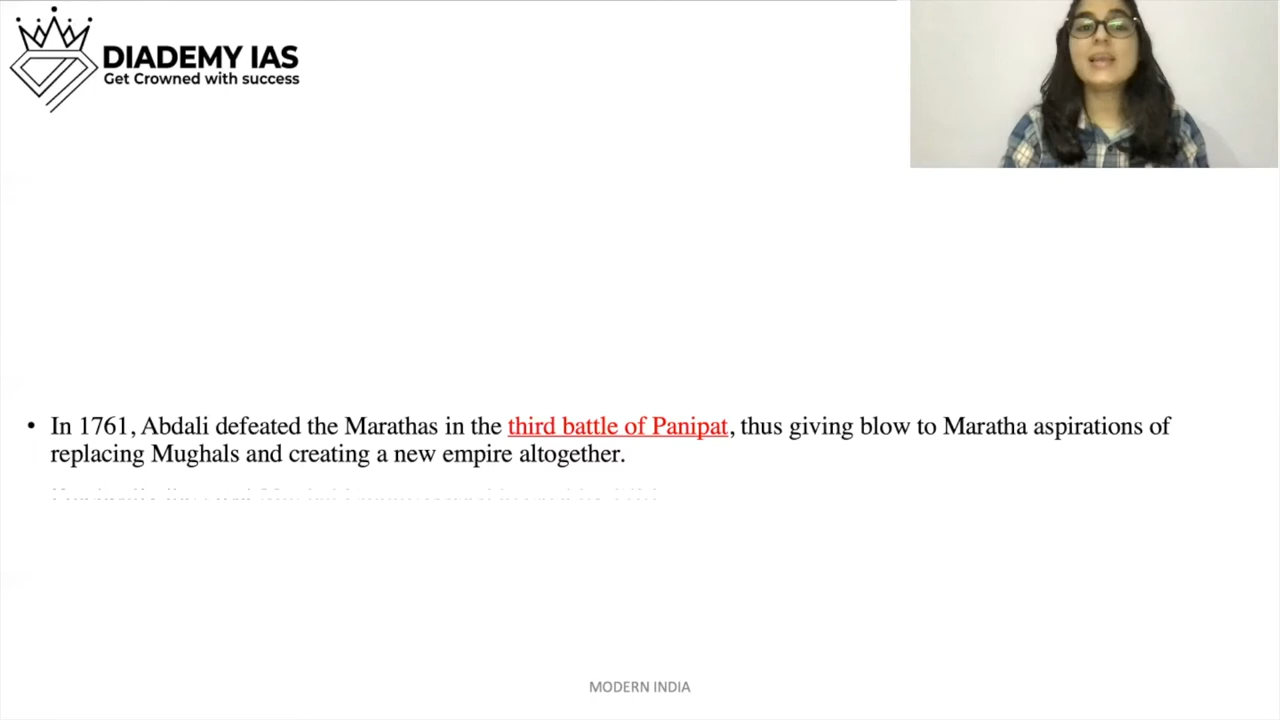 DIADEMY IAS
Get Crowned with success
• In 1761, Abdali defeated the Marathas in the third battle of Panipat, thus giving blow to Maratha aspirations of
replacing Mughals and creating a new empire altogether.
MODERN INDIA